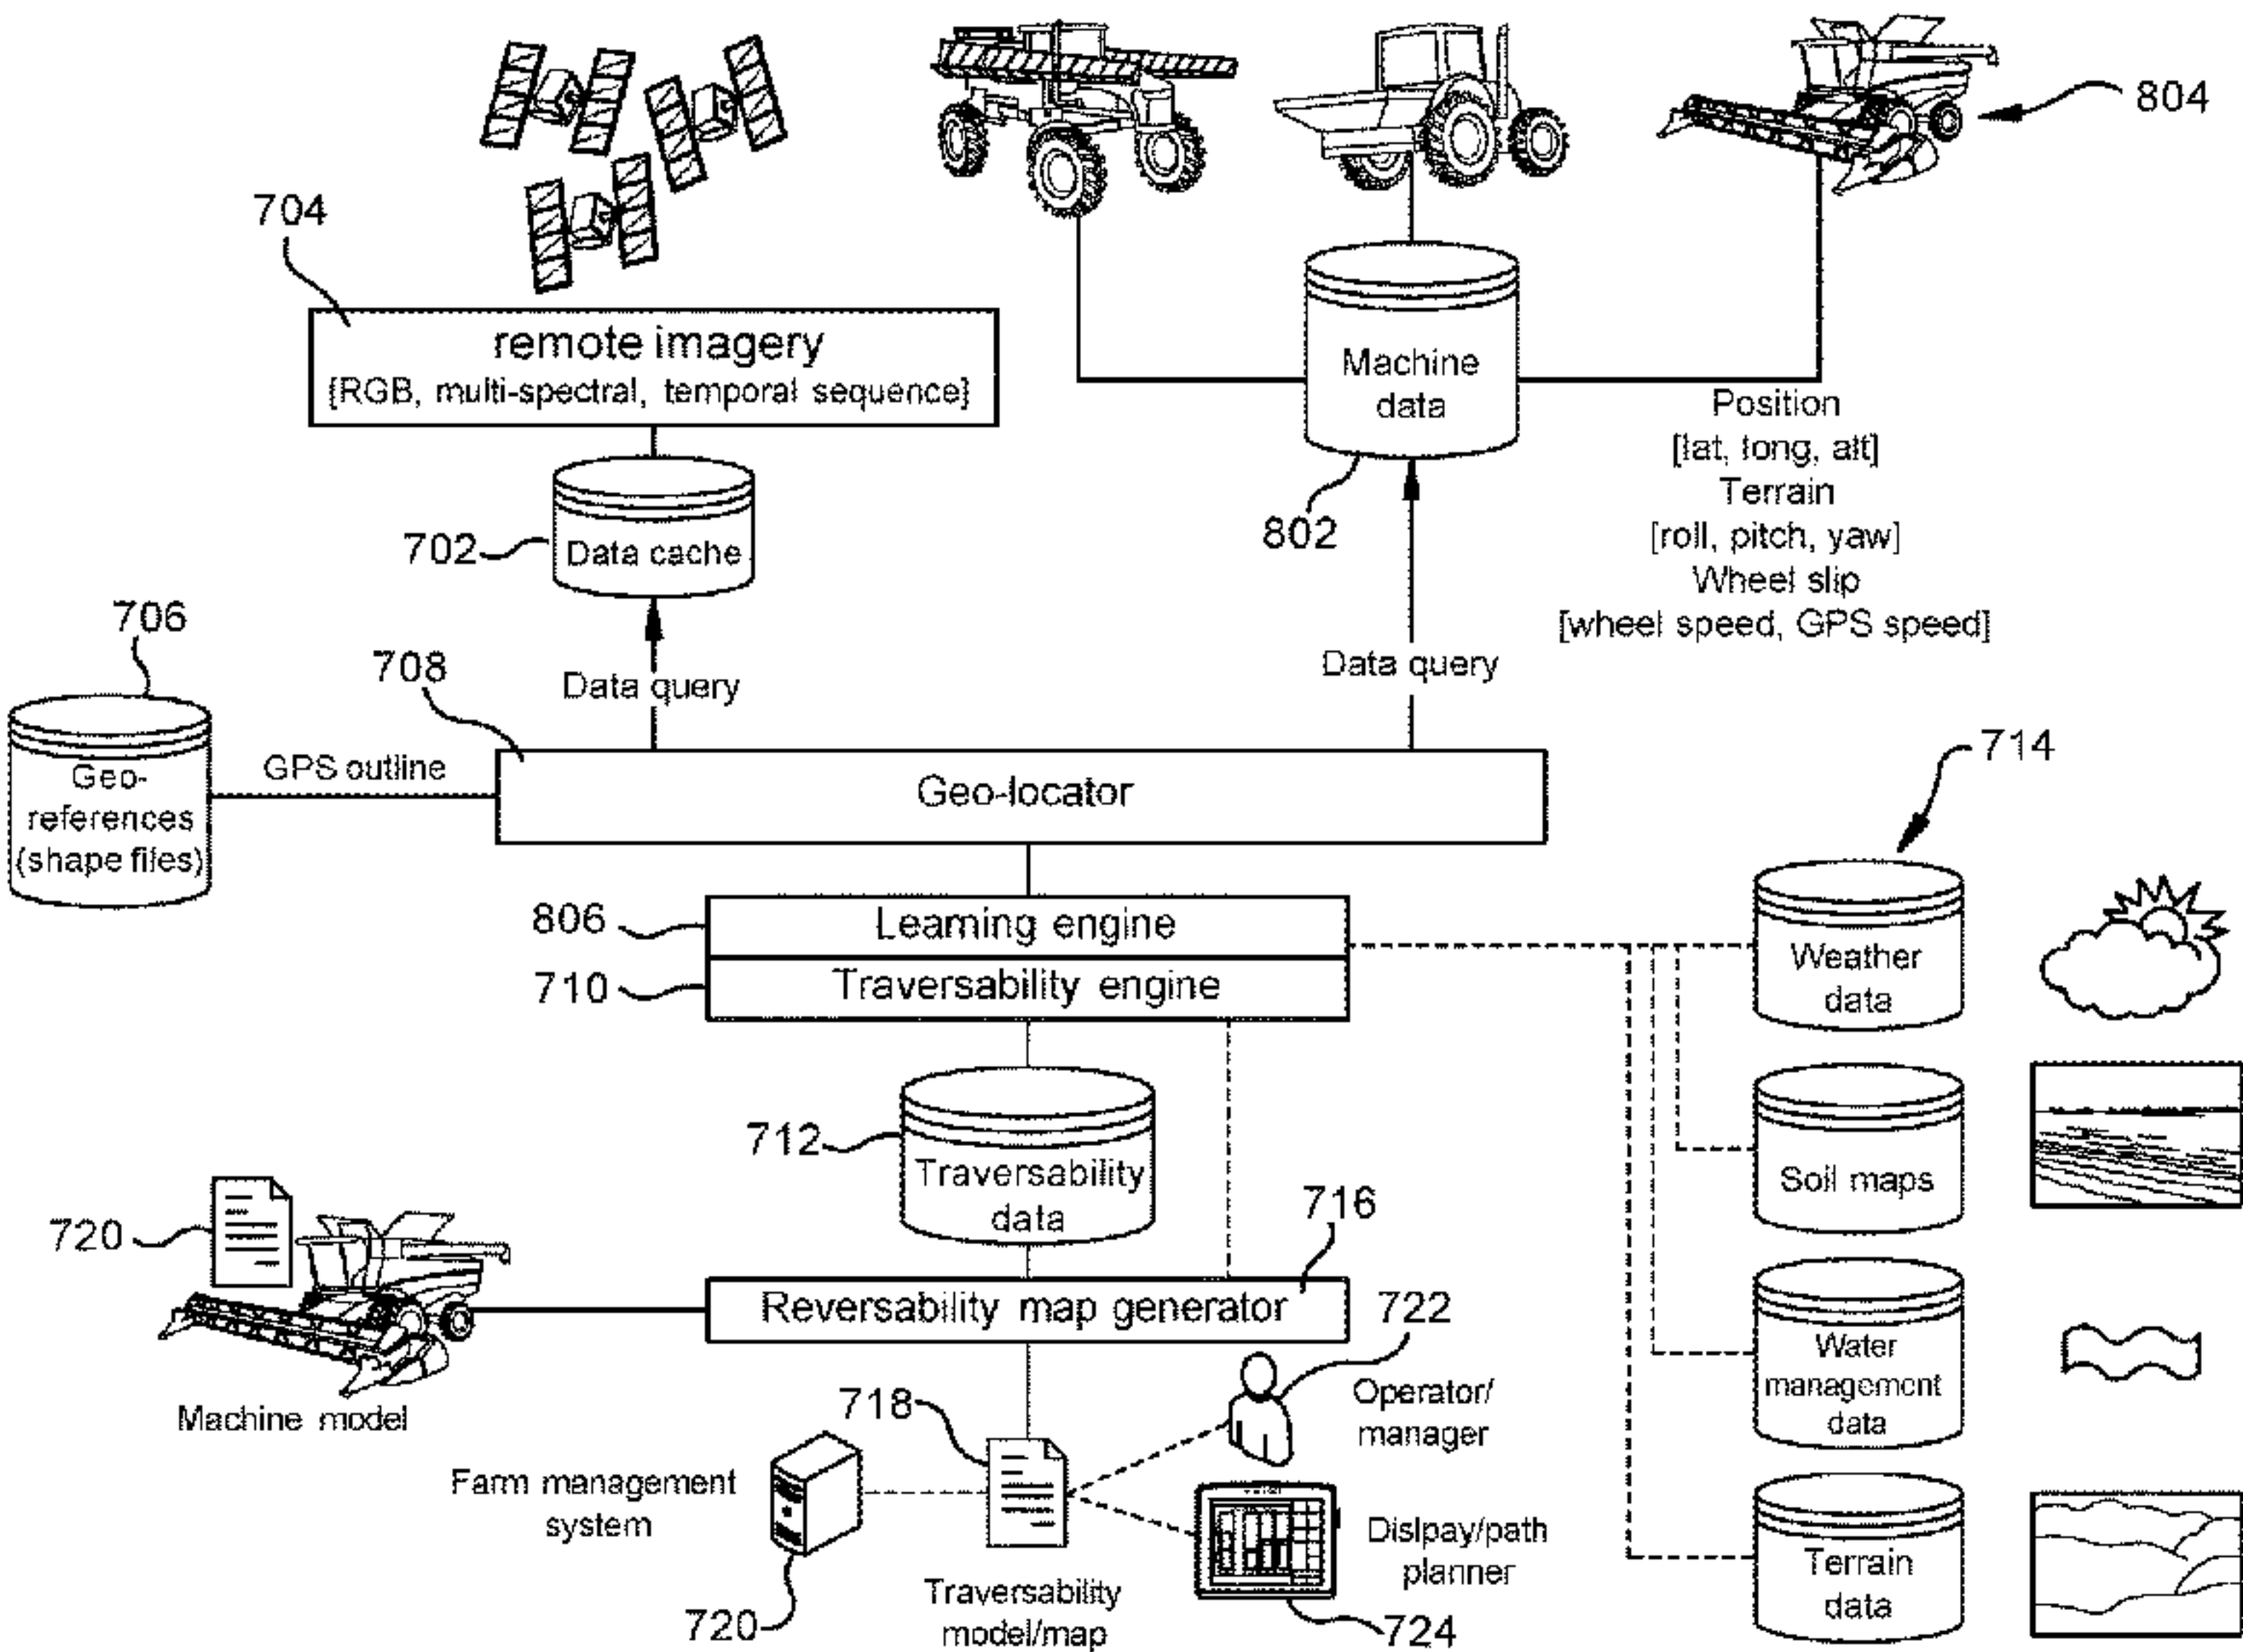 804
704
remote imagery
[RGB, multi-spectral, temporal sequence]
Machine
data
Position
[lat, long, alt]
Terrain
[roll, pitch, yaw]
Wheel slip
[wheel speed, GPS speed]
802
702
Data cache
706
708
Data query
Data query
714
Geo-
references
(shape files)
GPS outline
Geo-locator
806
Learning engine
710
Traversability engine
Weather
data
712
Traversability
data
Soil maps
720
716
Reversability map generator
722
Water
management
data
Machine model
718
Operator/
manager
Farm management
system
Dislpay/path
planner
Terrain
data
720
Traversability
model/map
724